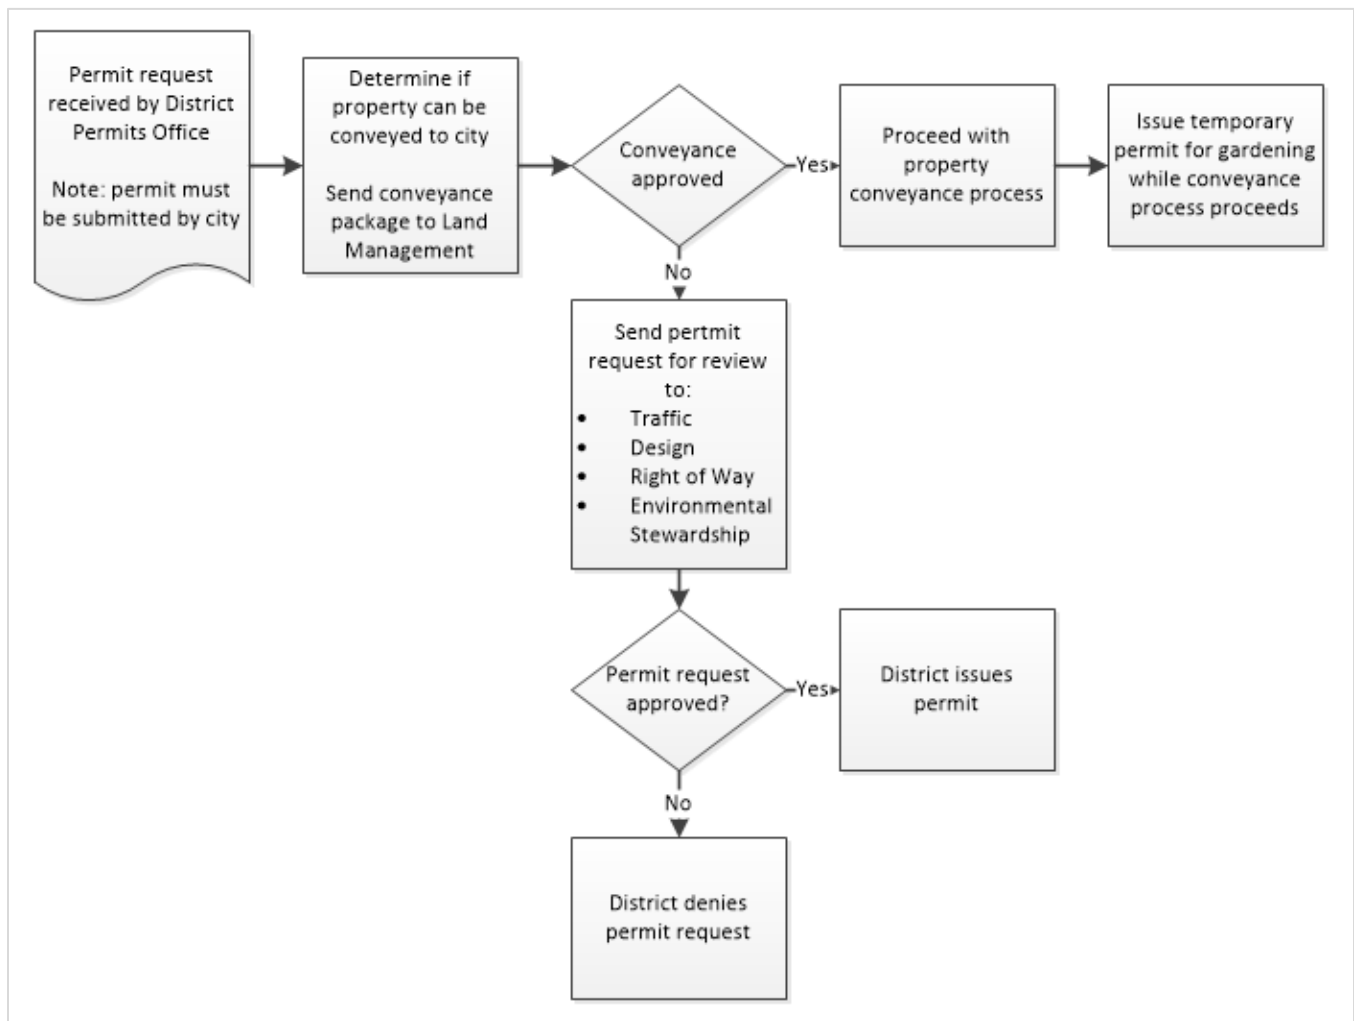 Permit request
received by District
Permits Office
Note: permit must
be submitted by city
Determine if
property can be
conveyed to city
Send conveyance
package to Land
Management
Conveyance
approved
Yes
Proceed with
property
conveyance process
Issue temporary
permit for gardening
while conveyance
process proceeds
No
Send pertmit
request for review
to:
• Traffic
• Design
• Right of Way
• Environmental
Stewardship
Permit request
approved?
Yes
District issues
permit
No
District denies
permit request